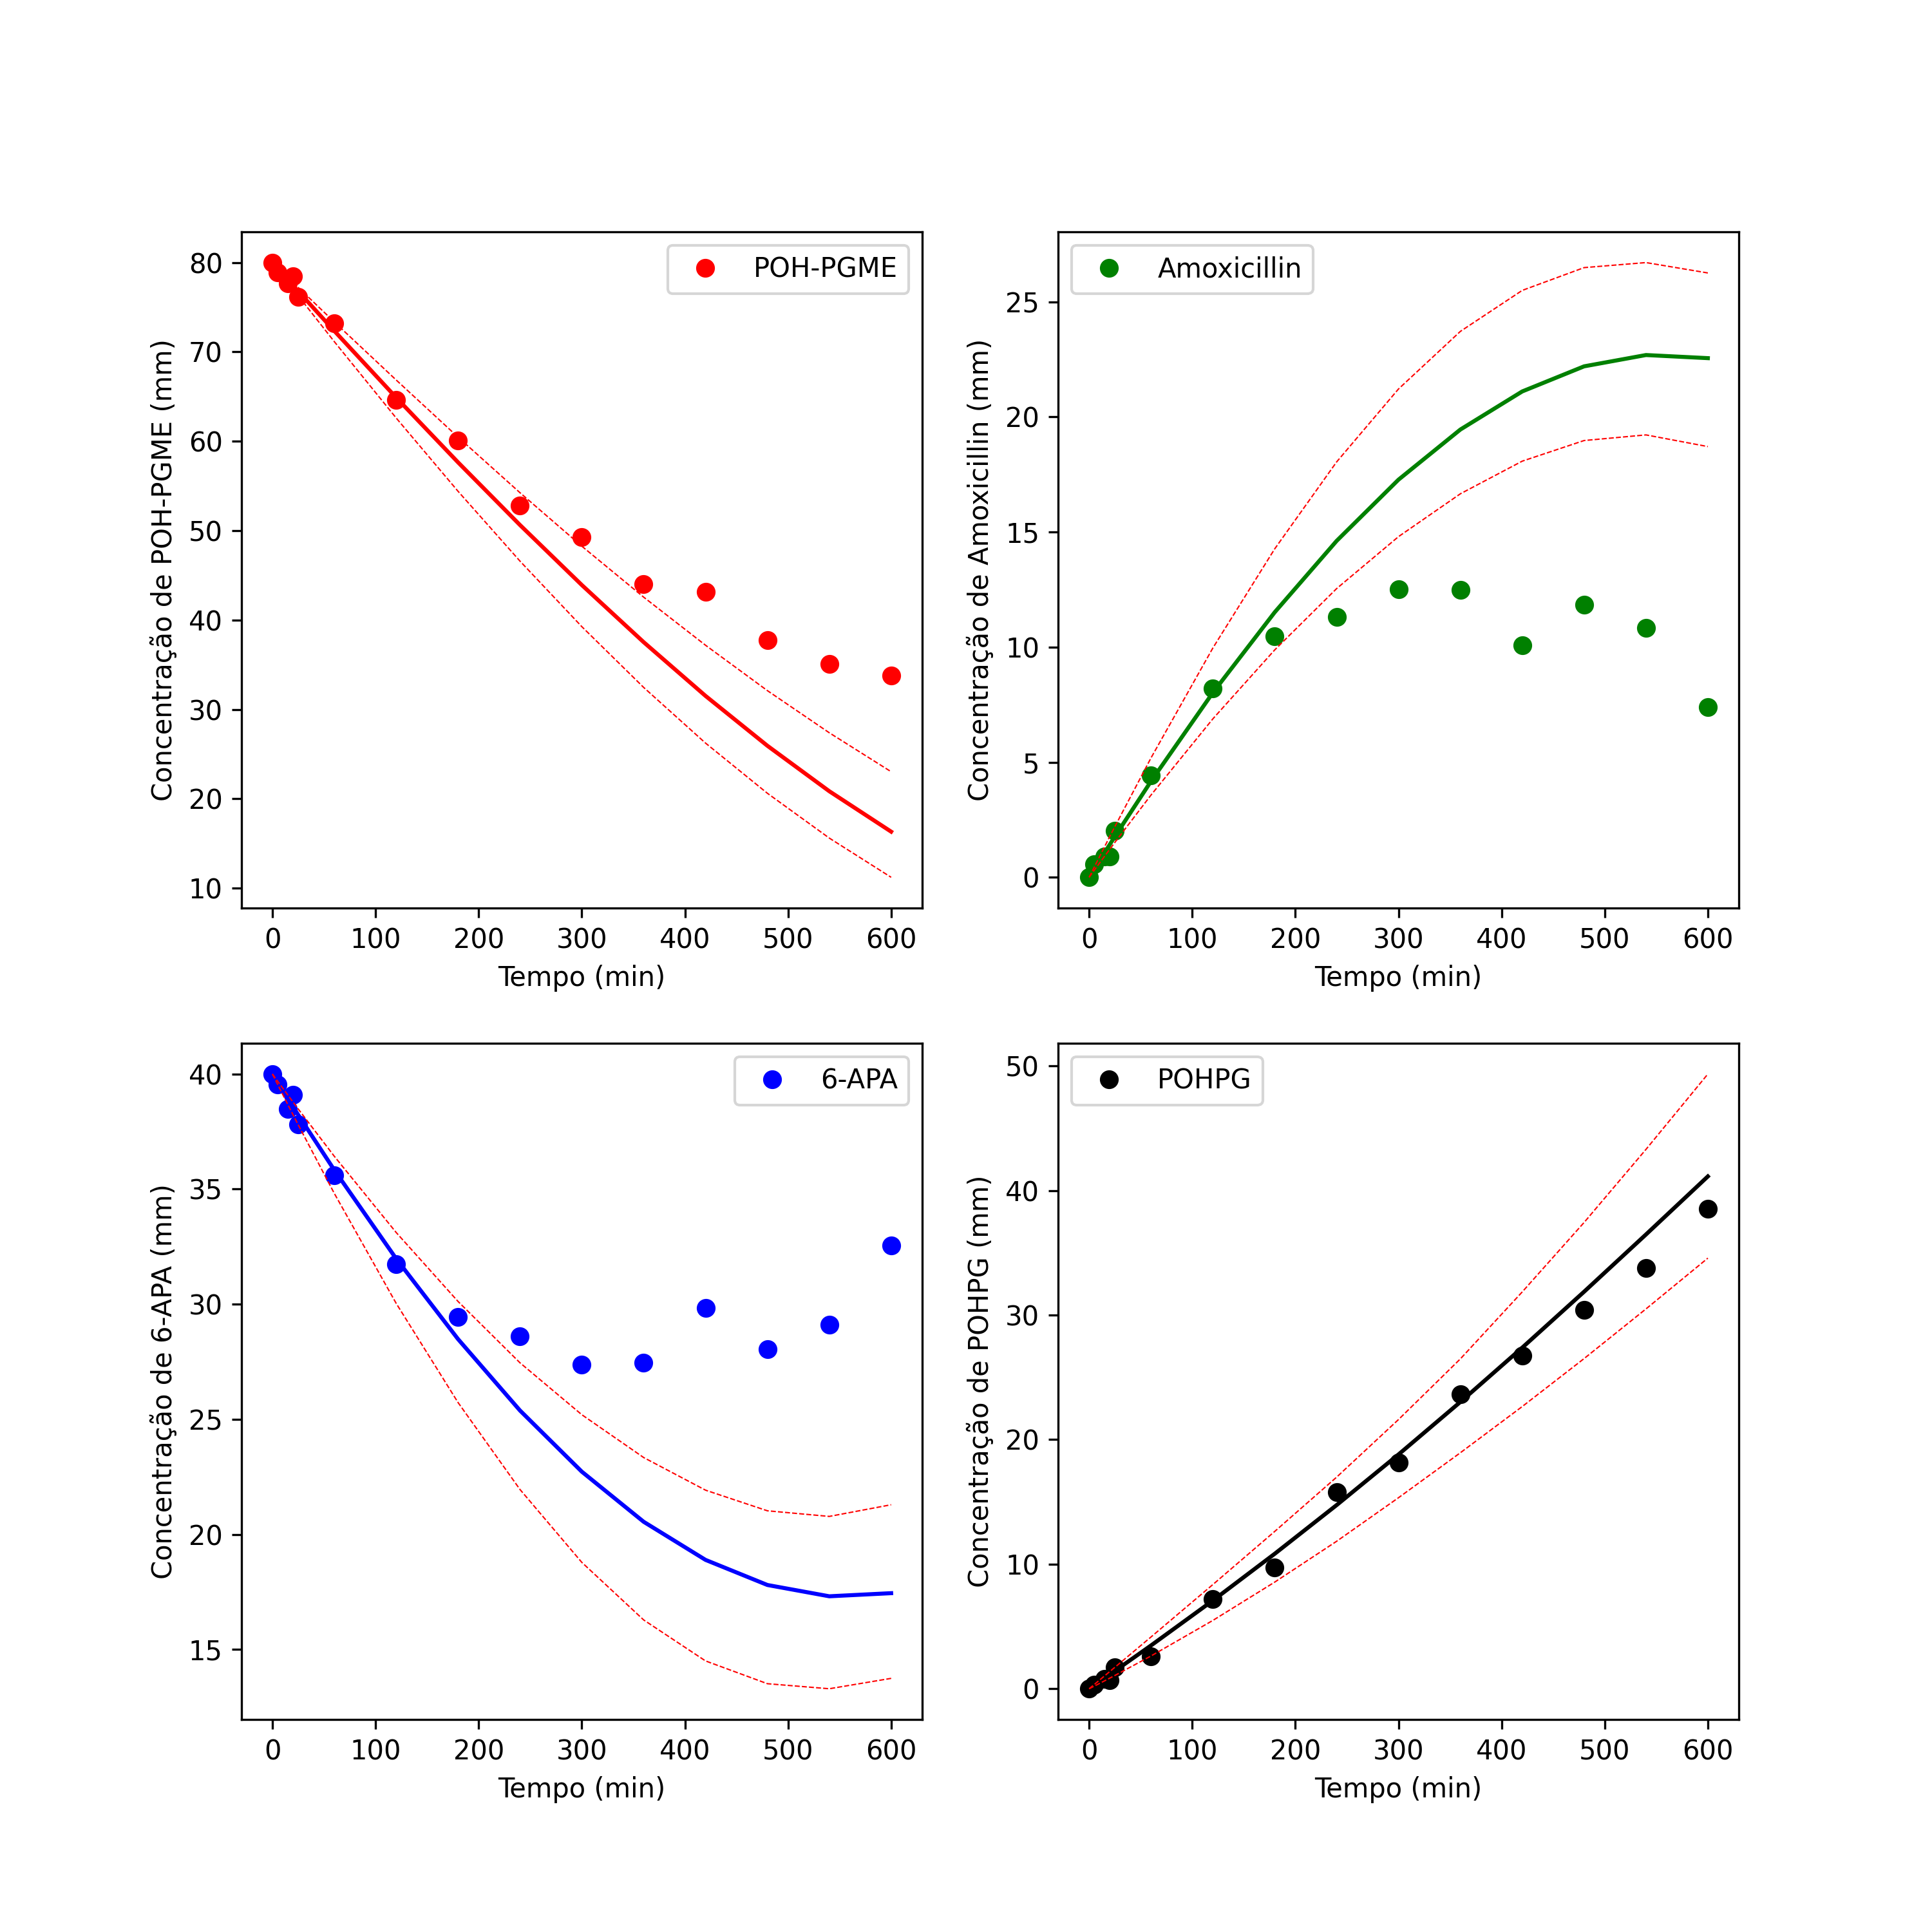 POH-PGME
80
70
60
50
40
30
20
10
Concentração de POH-PGME (mm)
0 100 200 300 400 500 600
Tempo (min)
Amoxicillin
25
20
15
10
5
0
Concentração de Amoxicillin (mm)
0 100 200 300 400 500 600
Tempo (min)
6-APA
40
35
30
25
20
15
Concentração de 6-APA (mm)
0 100 200 300 400 500 600
Tempo (min)
POHPG
50
40
30
20
10
0
Concentração de POHPG (mm)
0 100 200 300 400 500 600
Tempo (min)